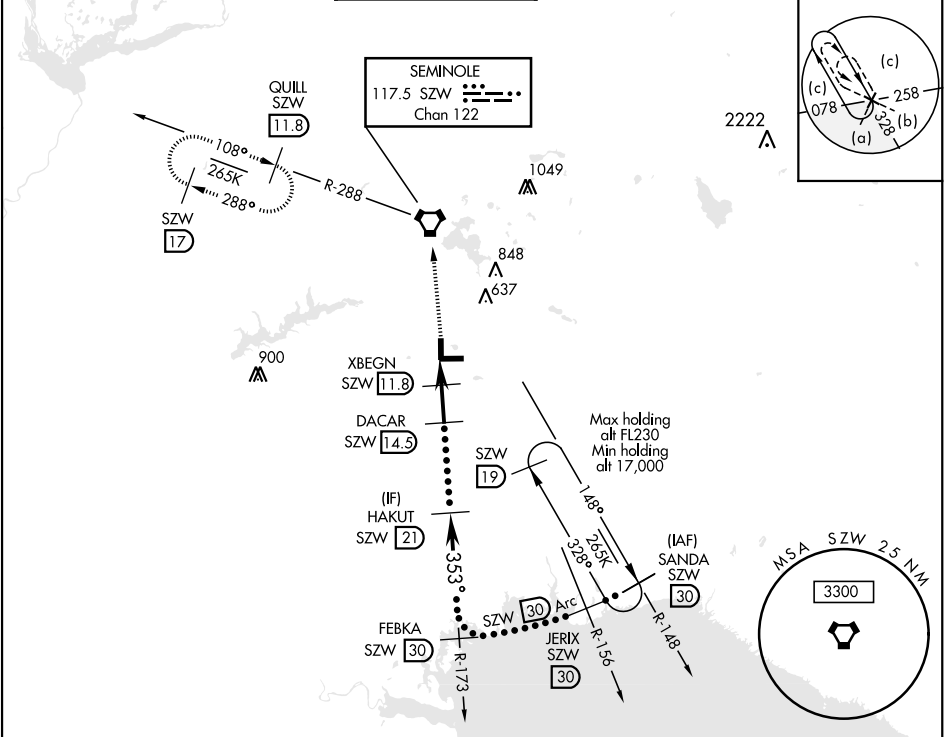 SEMINOLE
117.5 SZW
Chan 122
QUILL
SZW
11.8
108°
265K
288°
R-288
SZW
17
1049
2222
(c)
(c)
258
078
(b)
(a)
328
848
637
900
XBEGN
SZW 11.8
DACAR
SZW 14.5
(IF)
HAKUT
SZW 21
353°
Max holding
alt FL230
Min holding
alt 17,000
SZW
19
148°
265K
328°
(IAF)
SANDA
SZW
30
SZW 30 Arc
FEBKA
SZW 30
JERIX
SZW
30
R-173
R-156
R-148
MSA SZW 25 NM
3300